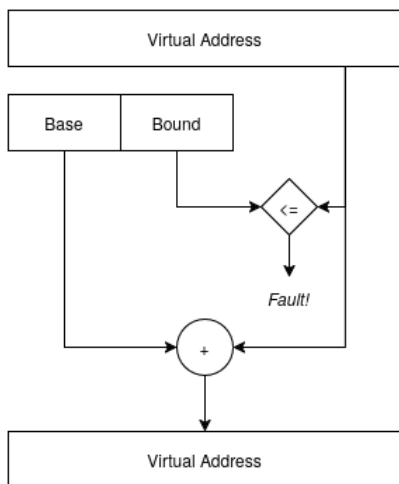 Virtual Address
Base
Bound
<=
Fault!
+
Virtual Address